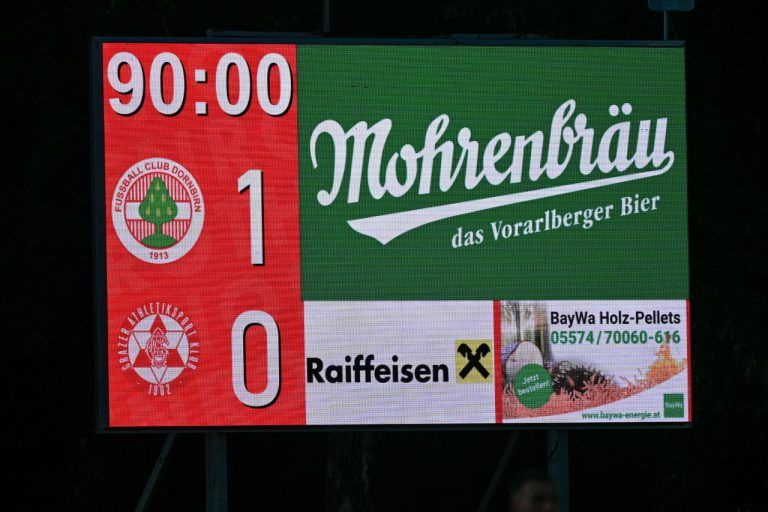 90:00
FUSSBALL CLUB DORNBIRN
1913
1
GRAZER ATHLETIKSPORT KLUB
1902
0
Mohrenbräu
das Vorarlberger Bier
Raiffeisen
BayWa Holz-Pellets
05574 / 70060-616
Jetzt
bestellen!
www.baywa-energie.at
BayWa